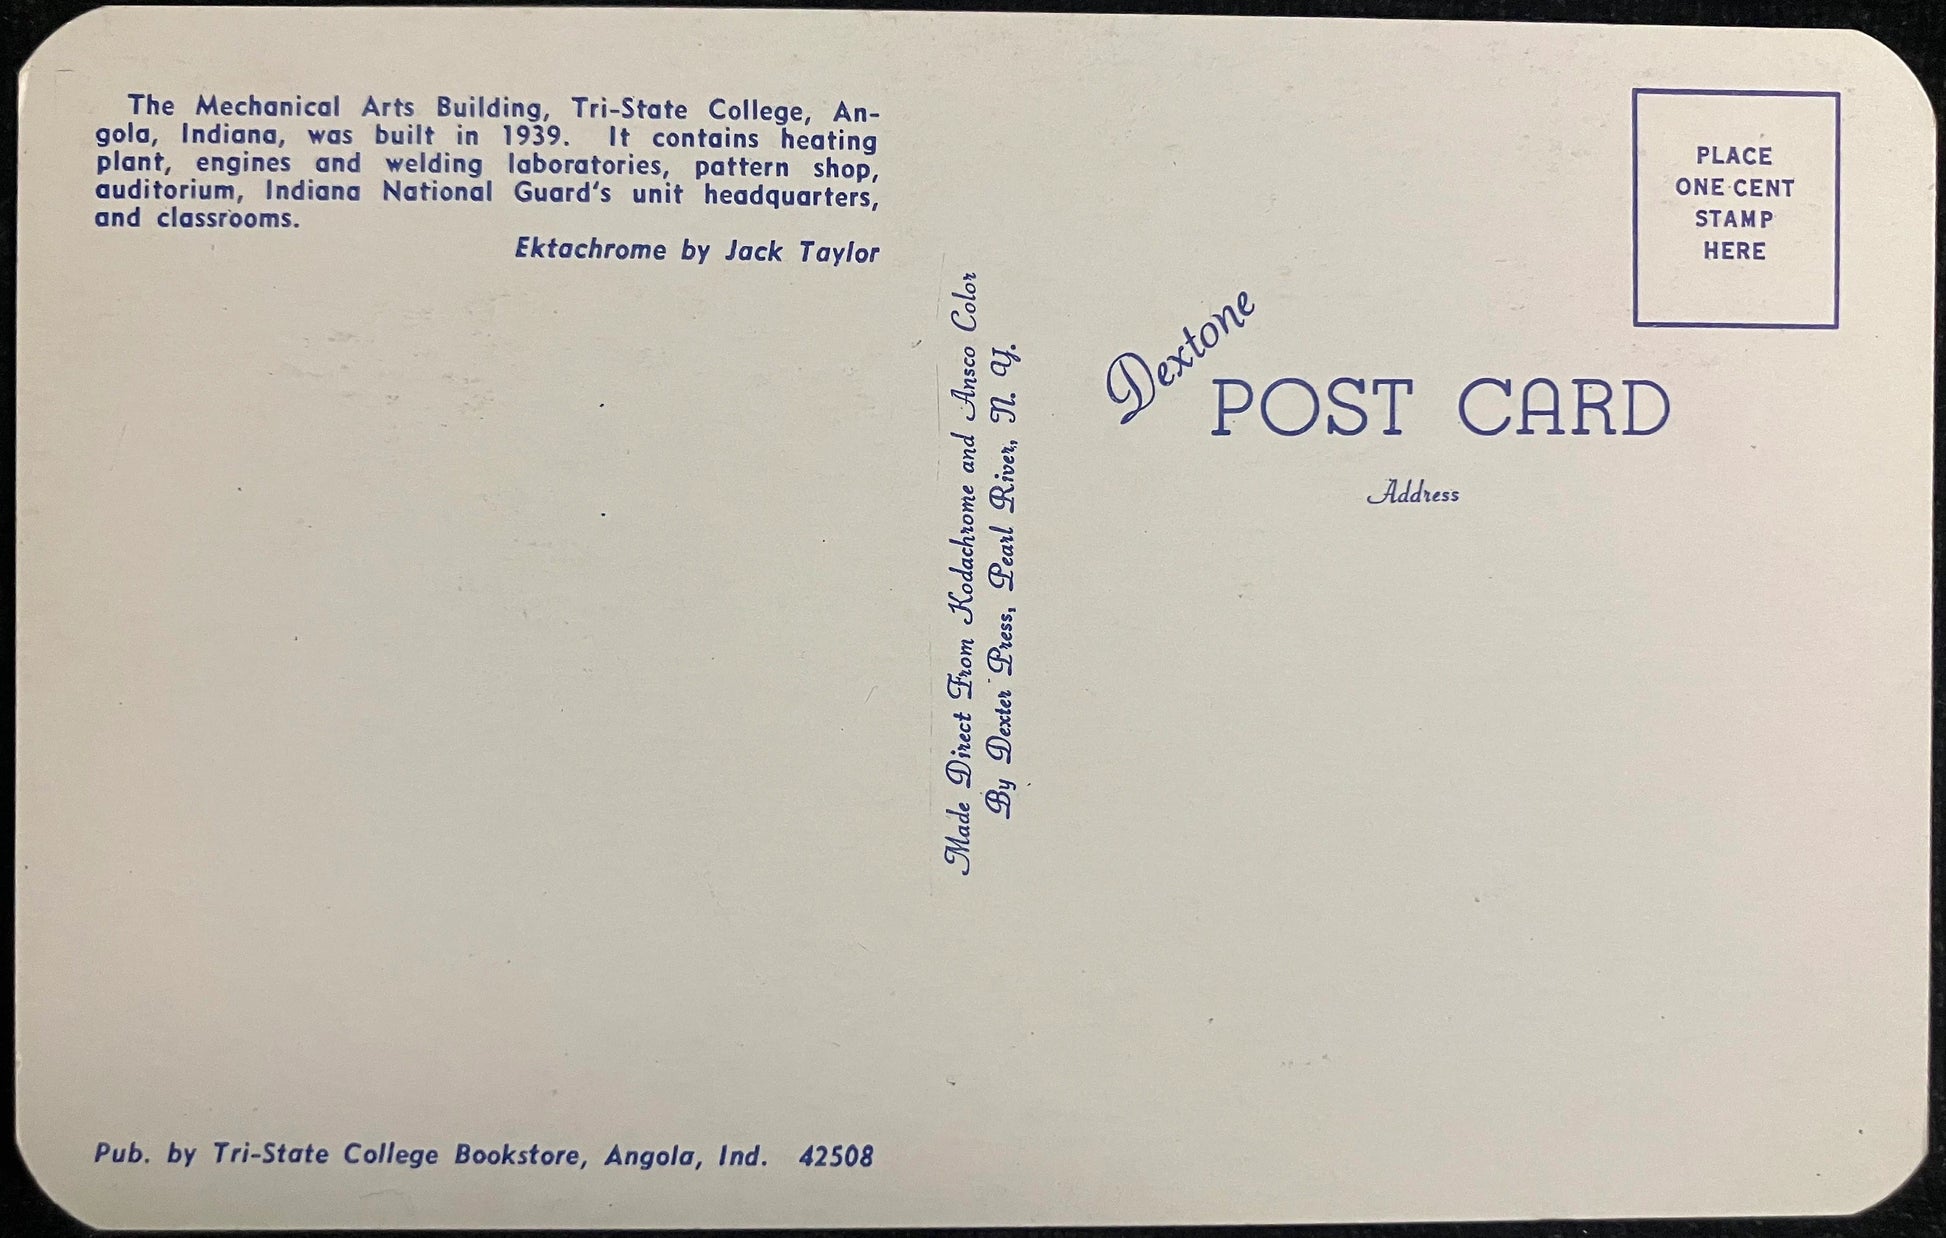 The Mechanical Arts Building, Tri-State College, An-
gola, Indiana, was built in 1939. It contains heating
plant, engines and welding laboratories, pattern shop,
auditorium, Indiana National Guard's unit headquarters,
and classrooms.
Ektachrome by Jack Taylor
Pub. by Tri-State College Bookstore, Angola, Ind. 42508
Made Direct From Kodachrome and Ansco Color
By Dexter Press, Pearl River, N. Y.
PLACE
ONE CENT
STAMP
HERE
Dextone
POST CARD
Address